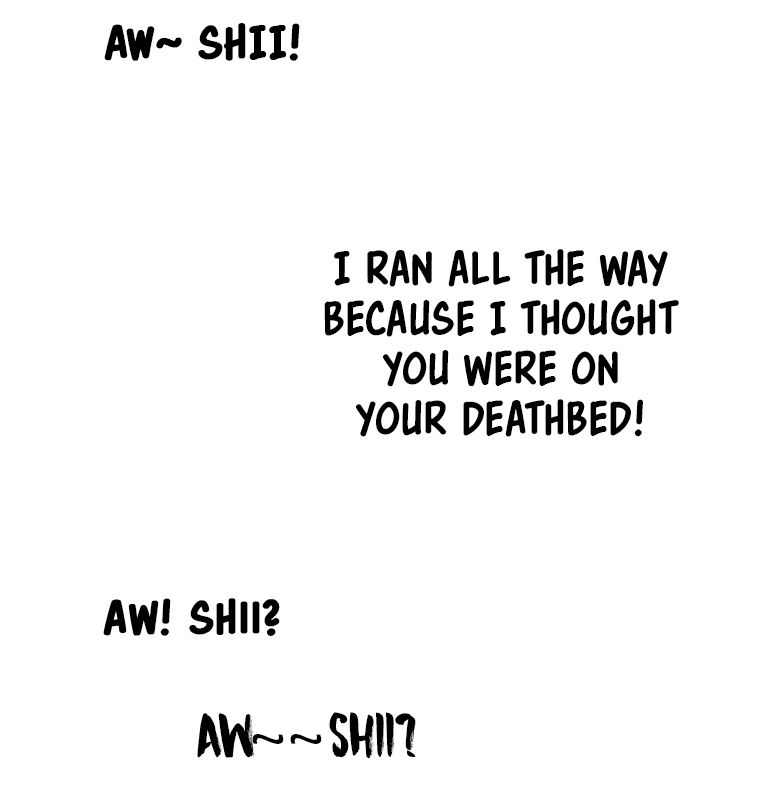 AW~ SHII!
I RAN ALL THE WAY
BECAUSE I THOUGHT
YOU WERE ON
YOUR DEATHBED!
AW! SHII?
AW~~SHII?